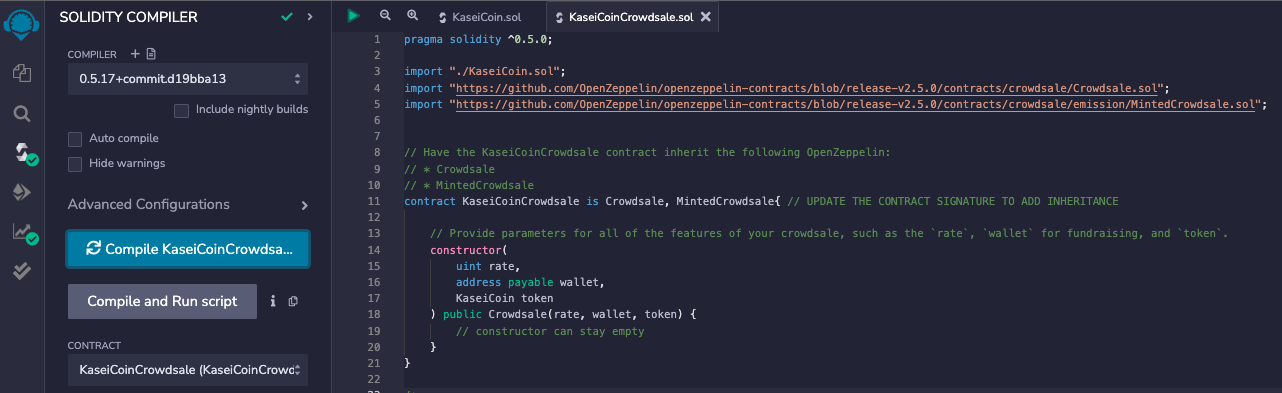 SOLIDITY COMPILER
COMPILER
0.5.17+commit.d19bba13
Include nightly builds
Auto compile
Hide warnings
Advanced Configurations
Compile KaseiCoinCrowdsa...
Compile and Run script
CONTRACT
KaseiCoinCrowdsale (KaseiCoinCrowd
KaseiCoin.sol
KaseiCoinCrowdsale.sol
1 pragma solidity ^0.5.0;
2
3 import "./KaseiCoin.sol";
4 import "https://github.com/OpenZeppelin/openzeppelin-contracts/blob/release-v2.5.0/contracts/crowdsale/Crowdsale.sol";
5 import "https://github.com/OpenZeppelin/openzeppelin-contracts/blob/release-v2.5.0/contracts/crowdsale/emission/MintedCrowdsale.sol";
6
7
8 // Have the KaseiCoinCrowdsale contract inherit the following OpenZeppelin:
9 // * Crowdsale
10 // * MintedCrowdsale
11 contract KaseiCoinCrowdsale is Crowdsale, MintedCrowdsale{ // UPDATE THE CONTRACT SIGNATURE TO ADD INHERITANCE
12
13 // Provide parameters for all of the features of your crowdsale, such as the `rate`, `wallet` for fundraising, and `token`.
14 constructor(
15 uint rate,
16 address payable wallet,
17 KaseiCoin token
18 ) public Crowdsale(rate, wallet, token) {
19 // constructor can stay empty
20 }
21 }
22